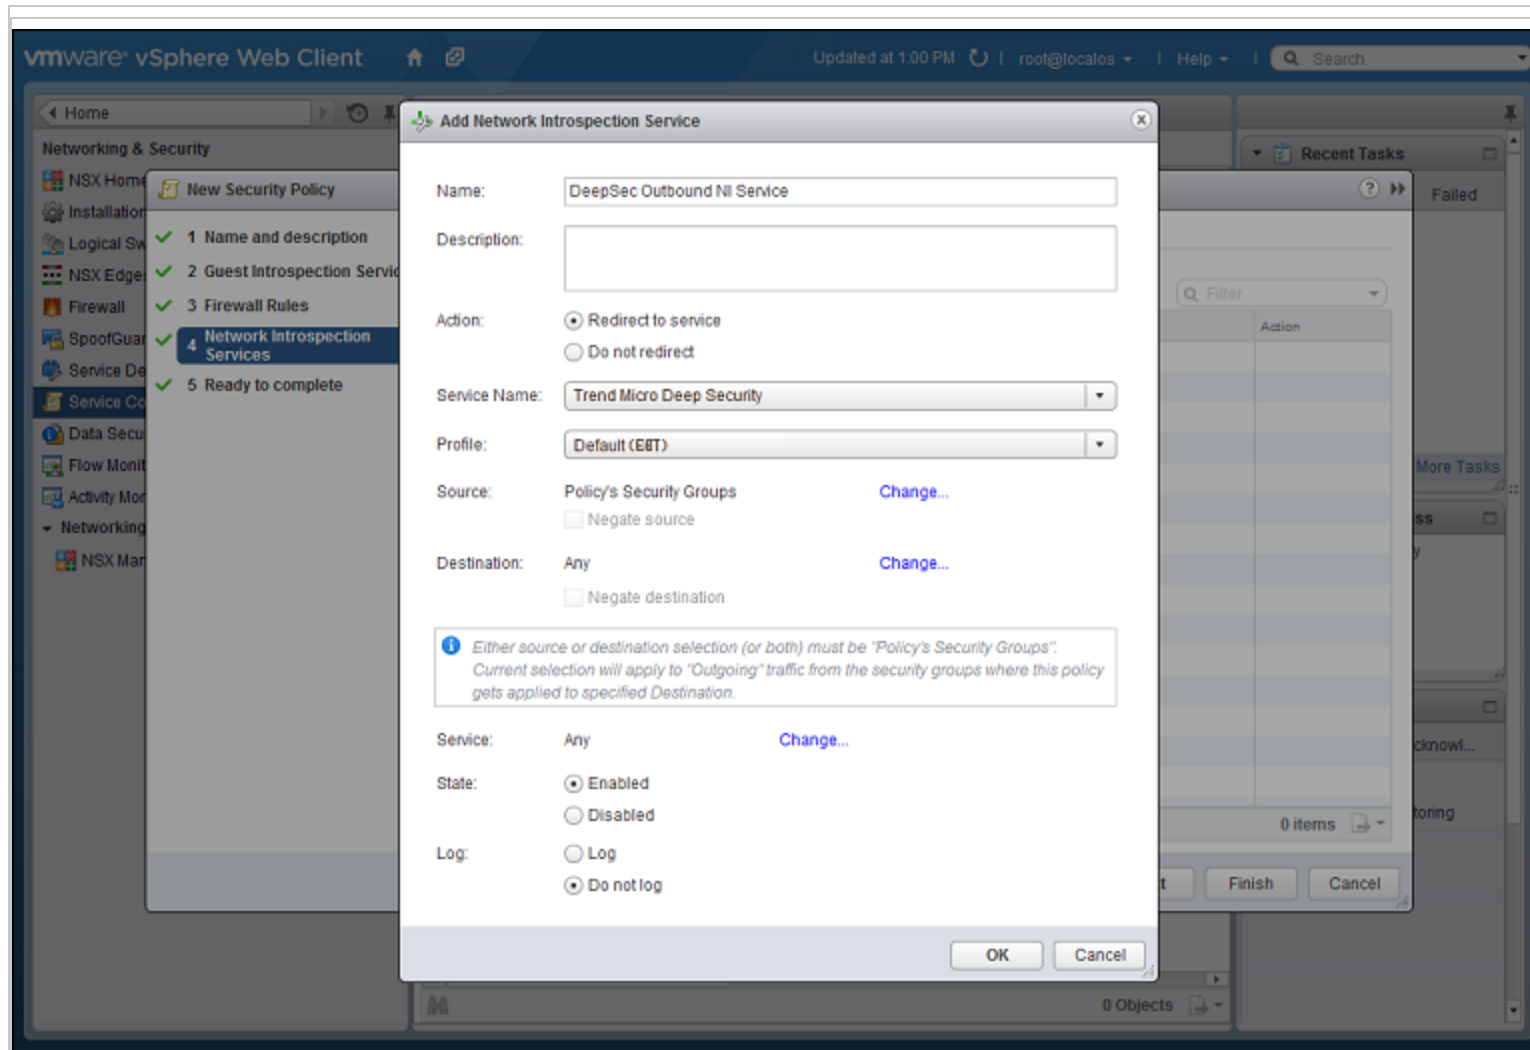 vmware® vSphere Web Client
Updated at 1:00 PM | root@localos | Help | Search
Home
Networking & Security
NSX Home
Installation
Logical Sw
NSX Edge
Firewall
SpoofGuar
Service De
Service Co
Data Secu
Flow Monit
Activity Mor
Networking
NSX Mar
New Security Policy
1 Name and description
2 Guest Introspection Servic
3 Firewall Rules
4 Network Introspection
Services
5 Ready to complete
Add Network Introspection Service
Name: DeepSec Outbound NI Service
Description:
Action: Redirect to service
Do not redirect
Service Name: Trend Micro Deep Security
Profile: Default
Source: Policy's Security Groups Change...
Negate source
Destination: Any Change...
Negate destination
Either source or destination selection (or both) must be "Policy's Security Groups".
Current selection will apply to "Outgoing" traffic from the security groups where this policy
gets applied to specified Destination.
Service: Any Change...
State: Enabled
Disabled
Log: Log
Do not log
OK Cancel
Filter
Action
0 items
t Finish Cancel
0 Objects
Recent Tasks
Failed
More Tasks
ss
y
cknowl...
toring